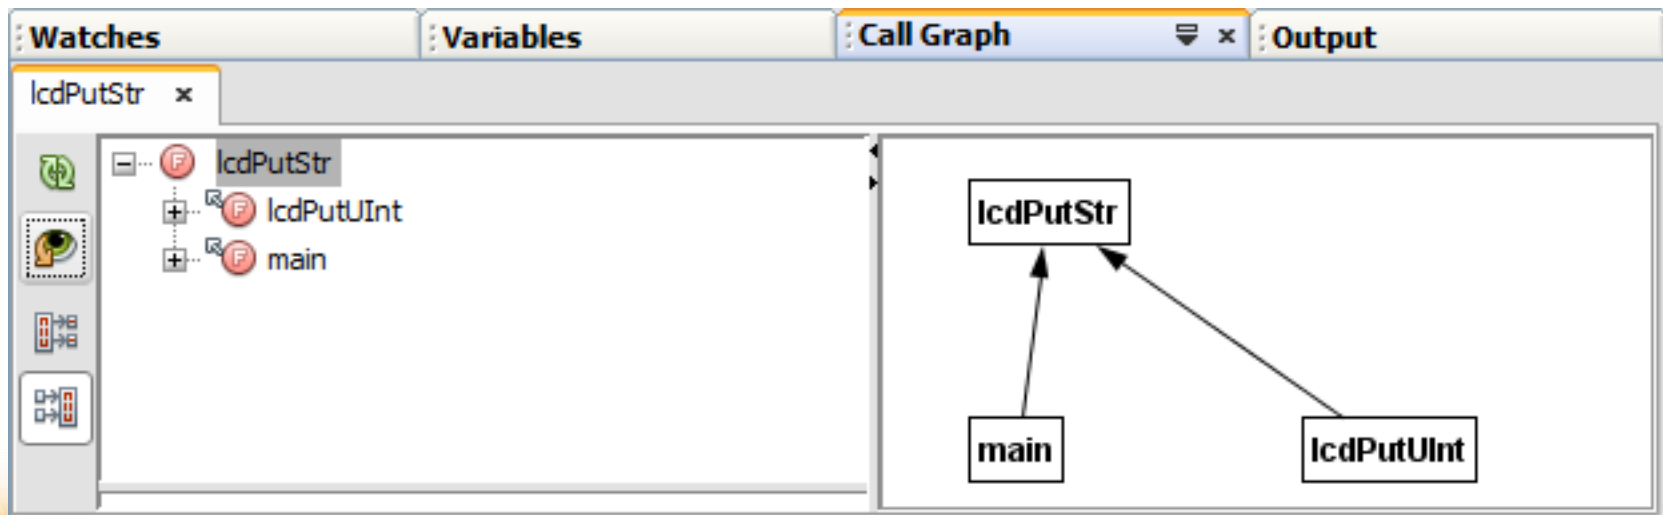 Watches Variables Call Graph Output
lcdPutStr
lcdPutStr
lcdPutUInt
main
lcdPutStr
main lcdPutUInt